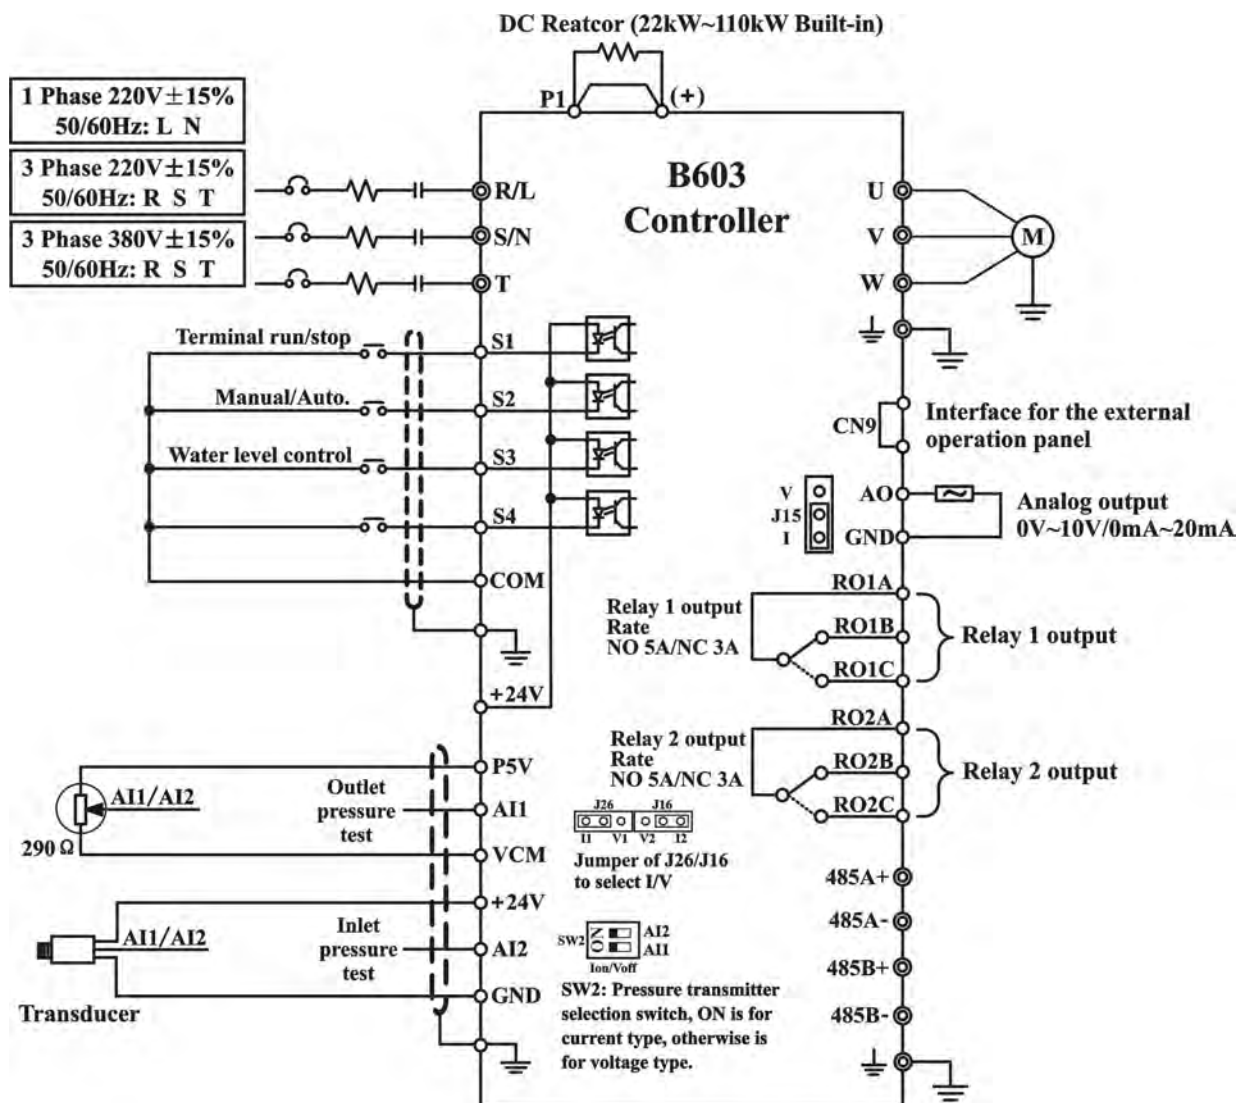 DC Reatcor (22kW~110kW Built-in)
P1
(+)
1 Phase 220V±15%
50/60Hz: L N
3 Phase 220V±15%
50/60Hz: R S T
3 Phase 380V±15%
50/60Hz: R S T
R/L
S/N
T
B603
Controller
U
V
W
M
Terminal run/stop
S1
Manual/Auto.
S2
Water level control
S3
S4
COM
+24V
CN9
Interface for the external
operation panel
V
J15
I
AO
GND
Analog output
0V~10V/0mA~20mA
Relay 1 output
Rate
NO 5A/NC 3A
RO1A
RO1B
RO1C
Relay 1 output
Relay 2 output
Rate
NO 5A/NC 3A
RO2A
RO2B
RO2C
Relay 2 output
AI1/AI2
290Ω
Outlet
pressure
test
P5V
AI1
VCM
J26 J16
I1 V1 V2 I2
Jumper of J26/J16
to select I/V
AI1/AI2
Transducer
Inlet
pressure
test
+24V
AI2
GND
SW2
ON
AI2
AI1
Ion/Voff
SW2: Pressure transmitter
selection switch, ON is for
current type, otherwise is
for voltage type.
485A+
485A-
485B+
485B-